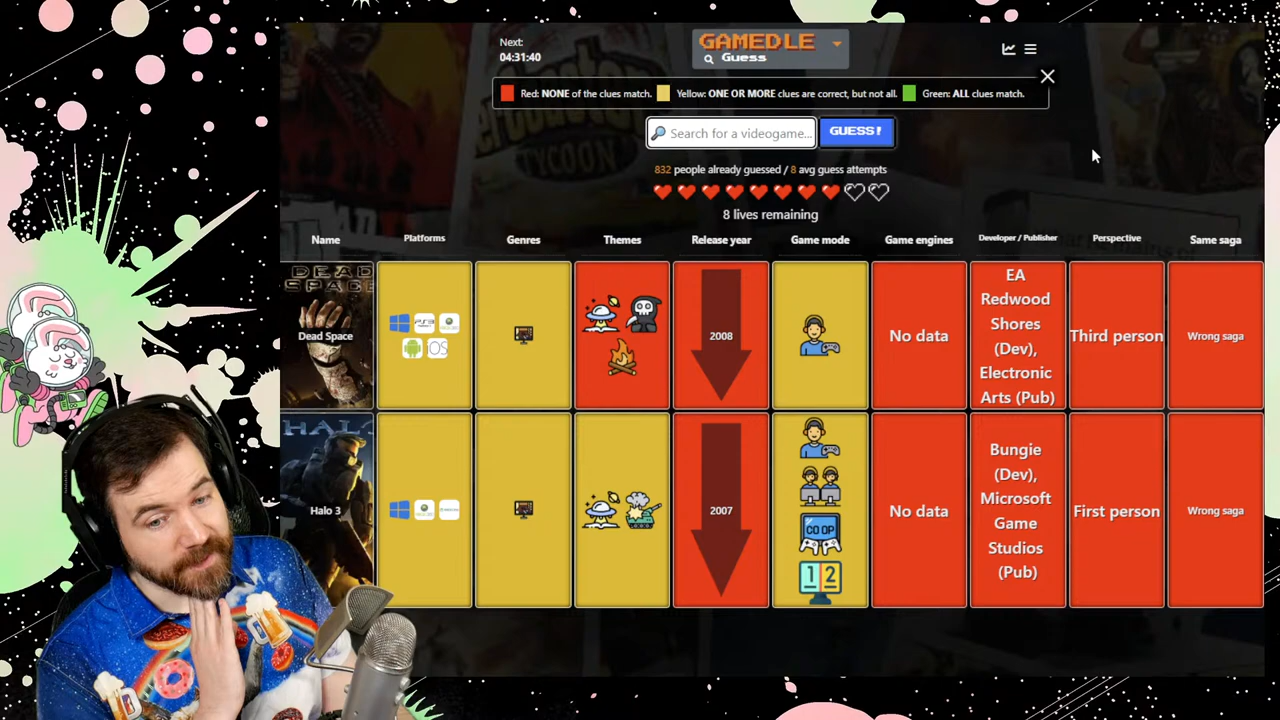 Next:
04:31:40
GAMEDLE
Guess
Red: NONE of the clues match.
Yellow: ONE OR MORE clues are correct, but not all.
Green: ALL clues match.
Search for a videogame...
GUESS!
832 people already guessed / 8 avg guess attempts
8 lives remaining
Name
Platforms
Genres
Themes
Release year
Game mode
Game engines
Developer / Publisher
Perspective
Same saga
DEAD
SPACE
Dead Space
iOS
2008
No data
EA
Redwood
Shores
(Dev),
Electronic
Arts (Pub)
Third person
Wrong saga
HALO
Halo 3
2007
CO OP
1 2
No data
Bungie
(Dev),
Microsoft
Game
Studios
(Pub)
First person
Wrong saga
TYCOON